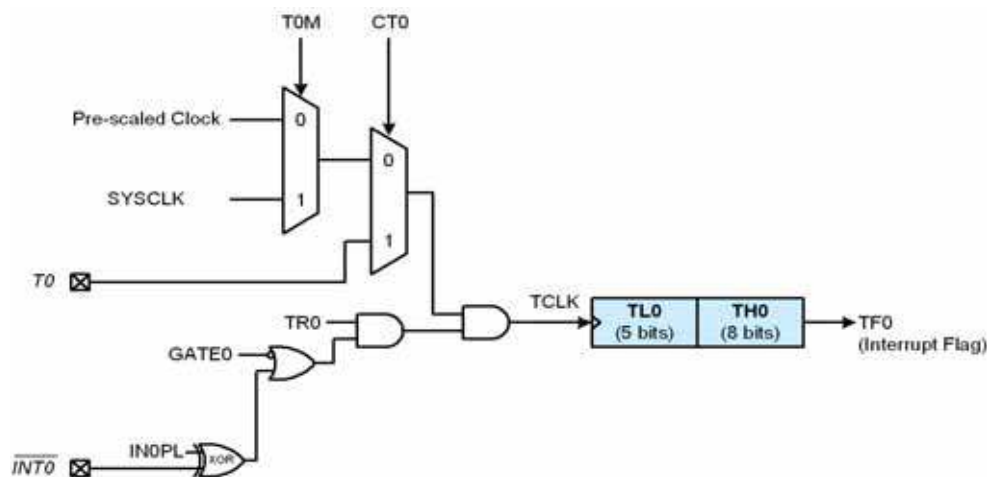 T0M CT0
Pre-scaled Clock 0
0
SYSCLK 1
1
T0
TCLK TL0 TH0 TF0
(5 bits) (8 bits) (Interrupt Flag)
TR0
GATE0
IN0PL XOR
INT0